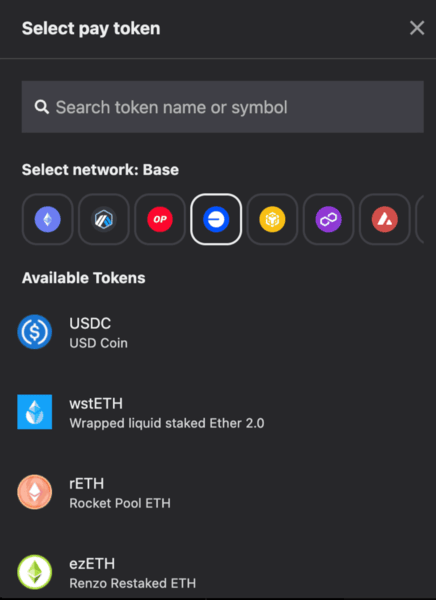 Select pay token
Search token name or symbol
Select network: Base
OP
Available Tokens
USDC
USD Coin
wstETH
Wrapped liquid staked Ether 2.0
rETH
Rocket Pool ETH
ezETH
Renzo Restaked ETH